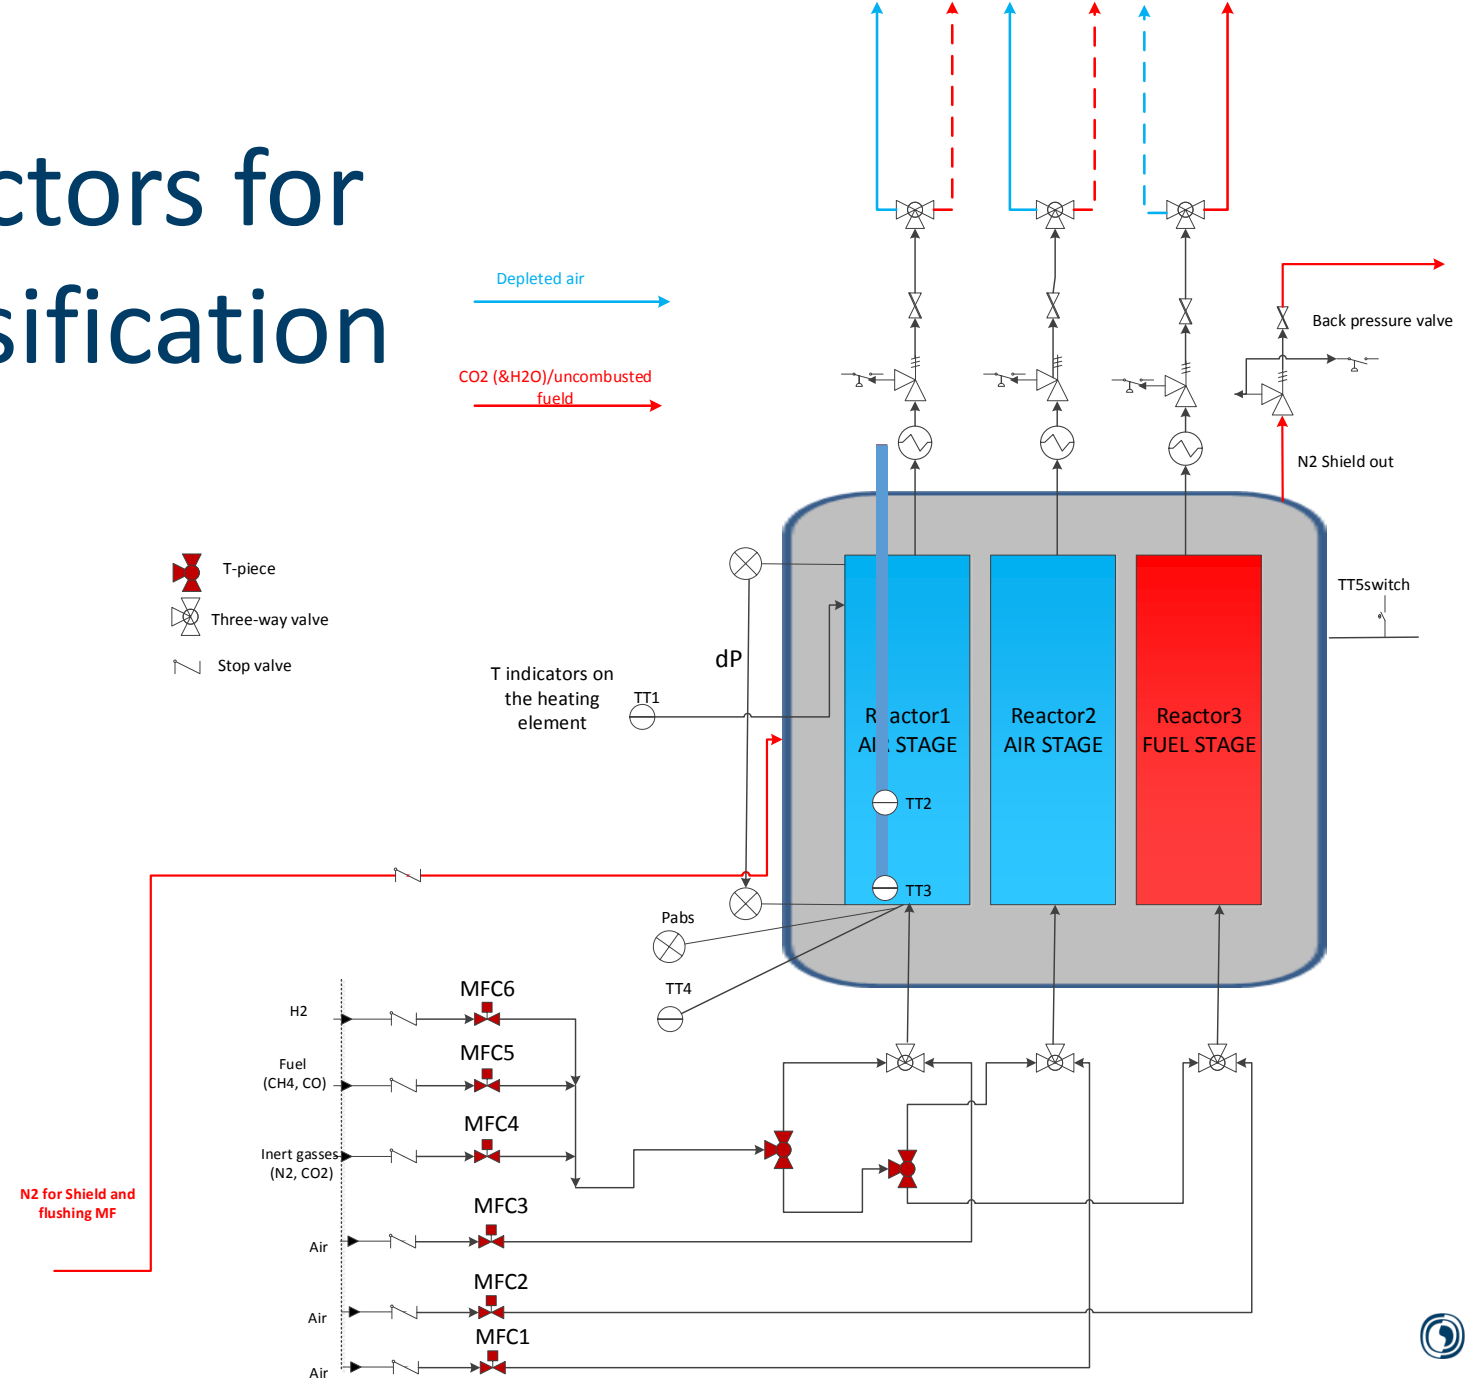 ctors for
sification
Depleted air
CO2 (&H2O)/uncombusted
fueld
Back pressure valve
N2 Shield out
T-piece
Three-way valve
Stop valve
TT5switch
dP
T indicators on
the heating
element
TT1
Reactor1
AIR STAGE
Reactor2
AIR STAGE
Reactor3
FUEL STAGE
TT2
TT3
Pabs
TT4
MFC6
H2
MFC5
Fuel
(CH4, CO)
MFC4
Inert gasses
(N2, CO2)
N2 for Shield and
flushing MF
MFC3
Air
MFC2
Air
MFC1
Air